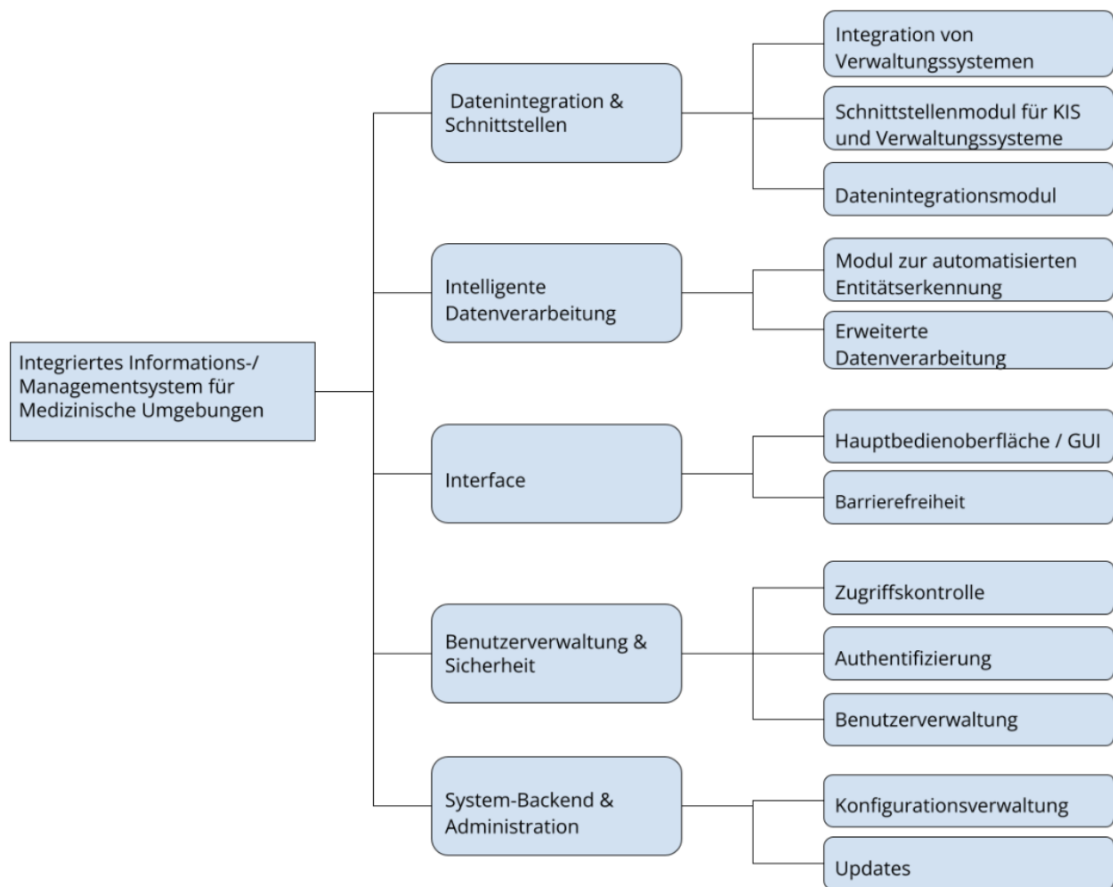 Integriertes Informations-/
Managementsystem für
Medizinische Umgebungen
Datenintegration &
Schnittstellen
Integration von
Verwaltungssystemen
Schnittstellenmodul für KIS
und Verwaltungssysteme
Datenintegrationsmodul
Intelligente
Datenverarbeitung
Modul zur automatisierten
Entitätserkennung
Erweiterte
Datenverarbeitung
Interface
Hauptbedienoberfläche / GUI
Barrierefreiheit
Benutzerverwaltung &
Sicherheit
Zugriffskontrolle
Authentifizierung
Benutzerverwaltung
System-Backend &
Administration
Konfigurationsverwaltung
Updates